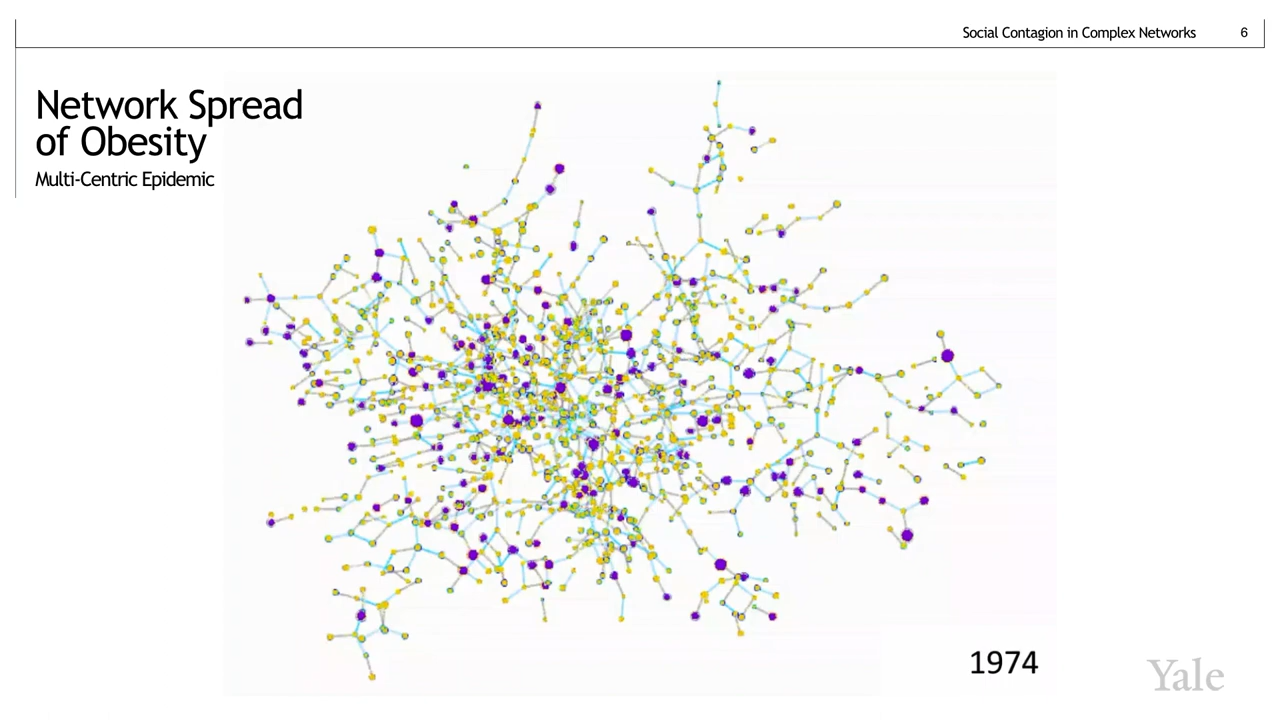 Social Contagion in Complex Networks 6
Network Spread
of Obesity
Multi-Centric Epidemic
1974
Yale